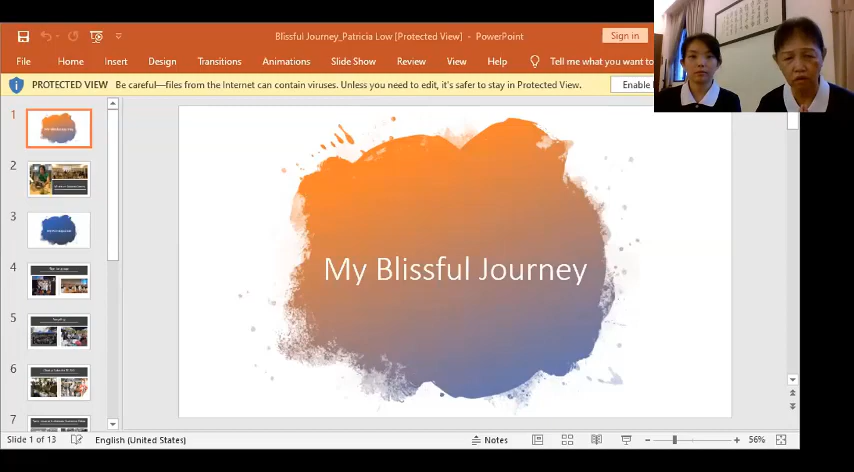 Blissful Journey_Patricia Low [Protected View] - PowerPoint
Sign in
File Home Insert Design Transitions Animations Slide Show Review View Help Tell me what you want to
PROTECTED VIEW Be careful—files from the Internet can contain viruses. Unless you need to edit, it's safer to stay in Protected View.
Enable
1
2
3
4
5
6
7
My Blissful Journey
Slide 1 of 13 English (United States) Notes 56%